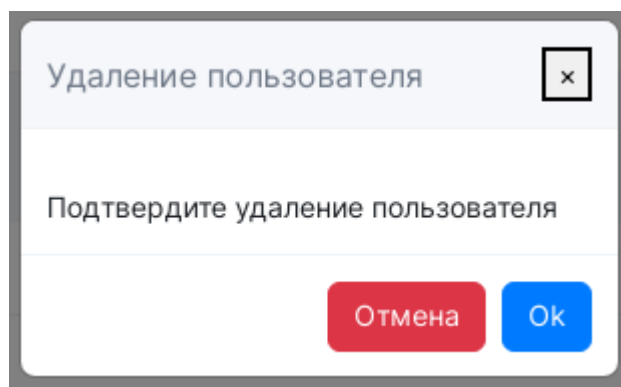 Удаление пользователя ×
Подтвердите удаление пользователя
Отмена Ok